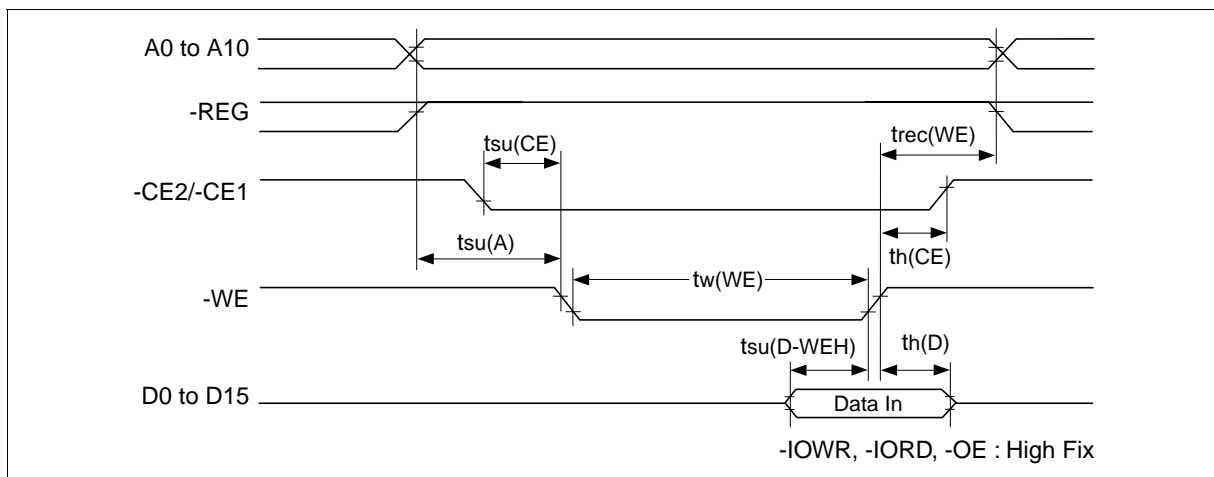 A0 to A10
-REG
tsu(CE)
trec(WE)
-CE2/-CE1
tsu(A)
th(CE)
tw(WE)
-WE
tsu(D-WEH)
th(D)
D0 to D15
Data In
-IOWR, -IORD, -OE : High Fix